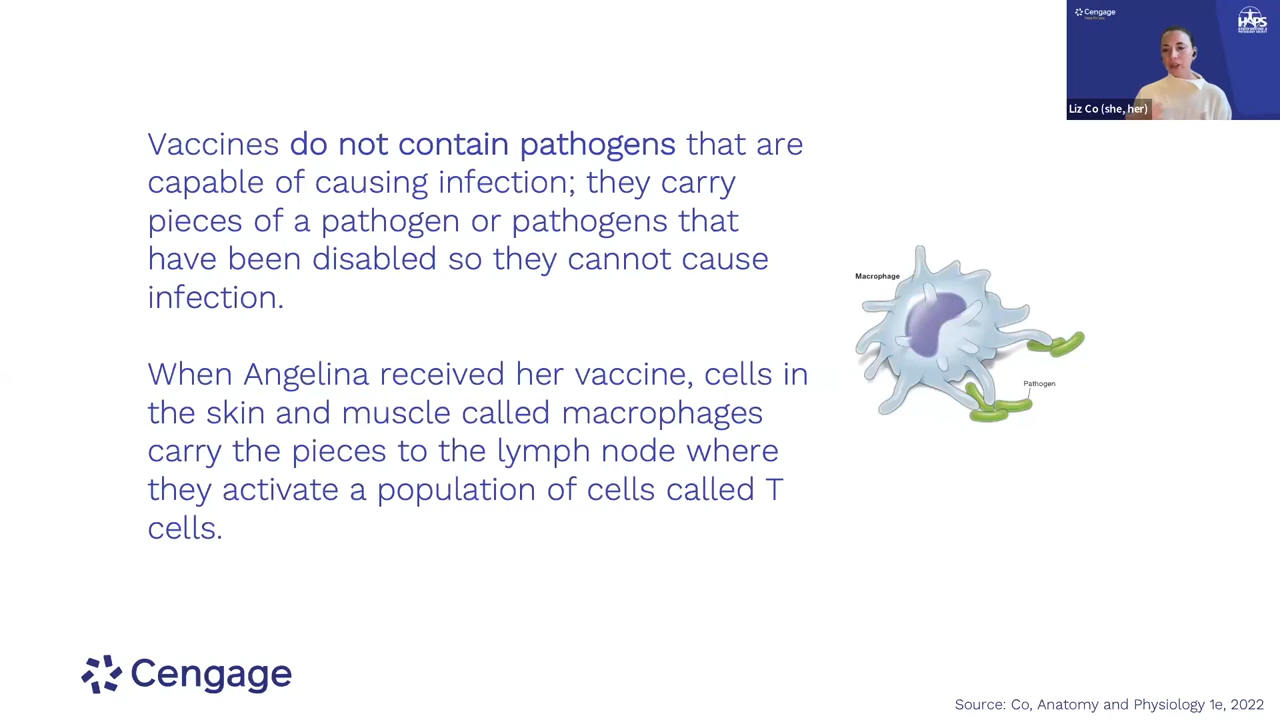 Cengage
HAPS
Liz Co (she, her)
Vaccines do not contain pathogens that are
capable of causing infection; they carry
pieces of a pathogen or pathogens that
have been disabled so they cannot cause
infection.
When Angelina received her vaccine, cells in
the skin and muscle called macrophages
carry the pieces to the lymph node where
they activate a population of cells called T
cells.
Macrophage
Pathogen
Cengage
Source: Co, Anatomy and Physiology 1e, 2022